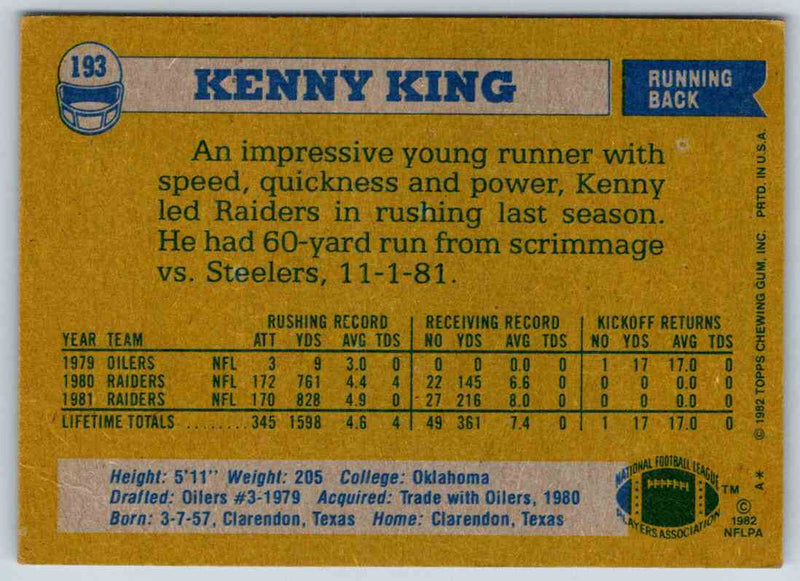 193
KENNY KING
RUNNING
BACK
An impressive young runner with
speed, quickness and power, Kenny
led Raiders in rushing last season.
He had 60-yard run from scrimmage
vs. Steelers, 11-1-81.
RUSHING RECORD RECEIVING RECORD KICKOFF RETURNS
YEAR TEAM ATT YDS AVG TDS NO YDS AVG TDS NO YDS AVG TDS
1979 OILERS NFL 3 9 3.0 0 0 0 0.0 0 1 17 17.0 0
1980 RAIDERS NFL 172 761 4.4 4 22 145 6.6 0 0 0 0.0 0
1981 RAIDERS NFL 170 828 4.9 0 27 216 8.0 0 0 0 0.0 0
LIFETIME TOTALS ........ 345 1598 4.6 4 49 361 7.4 0 1 17 17.0 0
Height: 5'11" Weight: 205 College: Oklahoma
Drafted: Oilers #3-1979 Acquired: Trade with Oilers, 1980
Born: 3-7-57, Clarendon, Texas Home: Clarendon, Texas
NATIONAL FOOTBALL LEAGUE
PLAYERS ASSOCIATION
TM
©
1982
NFLPA
A* © 1982 TOPPS CHEWING GUM, INC. PRTD. IN U.S.A.